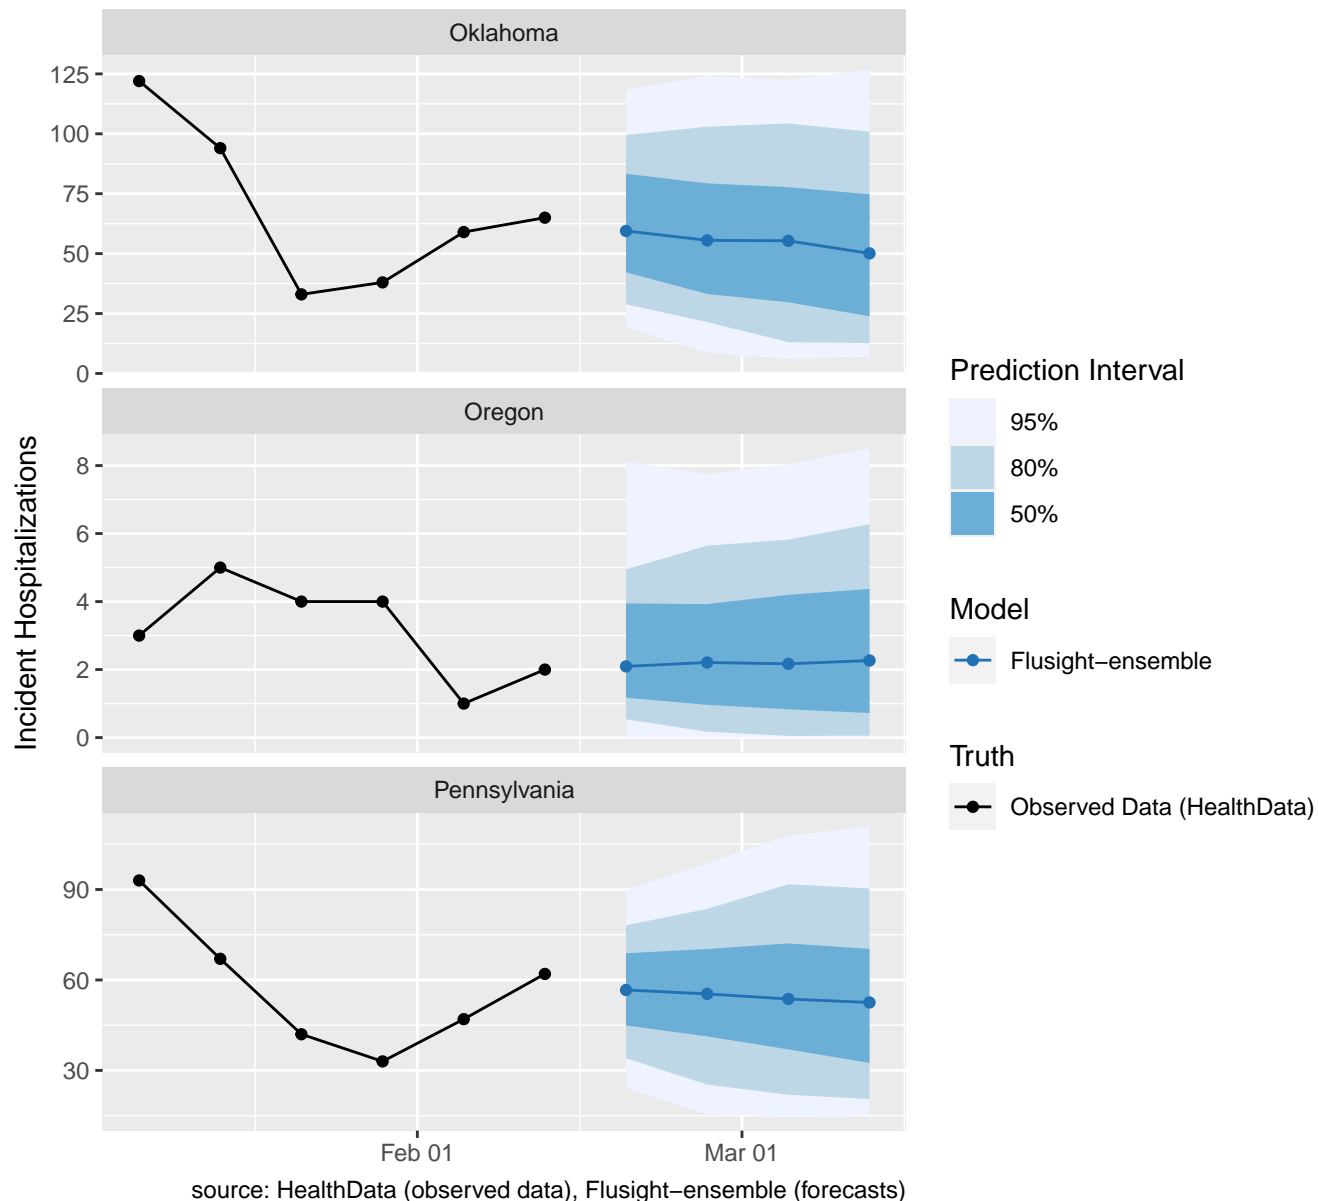 Oklahoma
125
100
75
50
25
0
Oregon
8
6
4
2
0
Pennsylvania
90
60
30
Incident Hospitalizations
Feb 01
Mar 01
source: HealthData (observed data), Flusight−ensemble (forecasts)
Prediction Interval
95%
80%
50%
Model
Flusight−ensemble
Truth
Observed Data (HealthData)